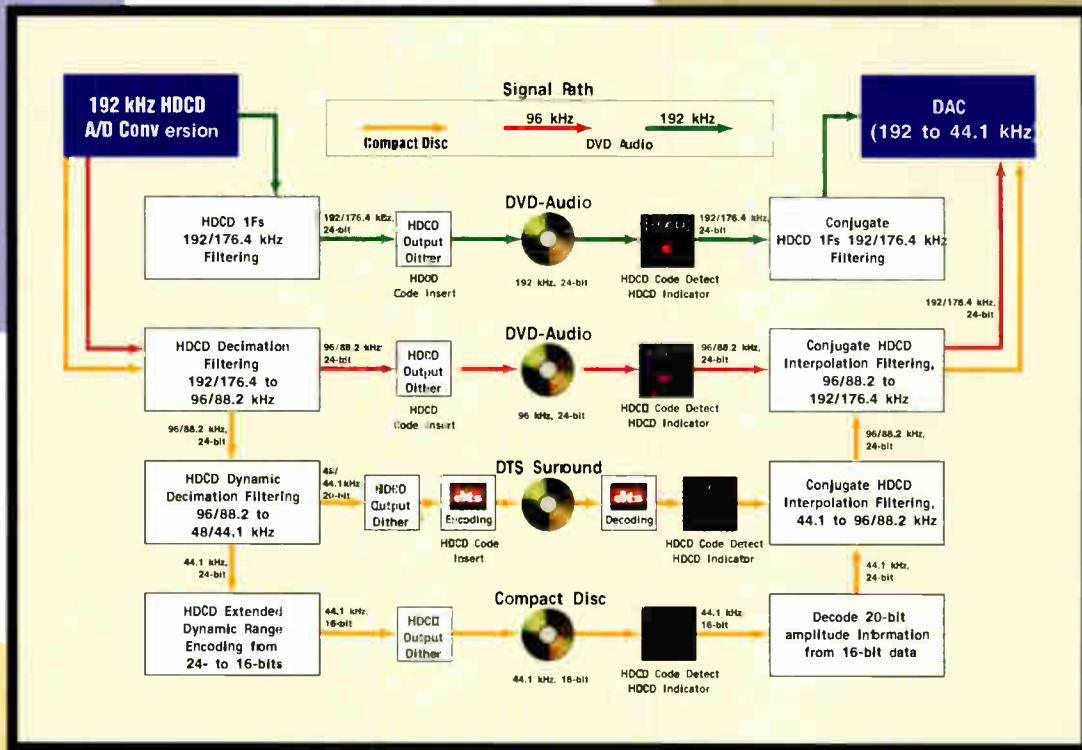 192 kHz HDCD
A/D Conv ersion
Signal Path
96 kHz
192 kHz
Compact Disc
DVD Audio
DAC
(192 to 44.1 kHz
HDCD 1Fs
192/176.4 kHz
Filtering
192/176.4 kHz,
24-bit
HDCD
Output
Dither
HDCD
Code Insert
DVD-Audio
192 kHz, 24-bit
HDCD Code Detect
HDCD Indicator
192/176.4 kHz,
24-bit
Conjugate
HDCD 1Fs 192/176.4 kHz
Filtering
192/176.4 kHz,
24-bit
HDCD Decimation
Filtering
192/176.4 to
96/88.2 kHz
96/88.2 kHz
24-bit
HDCD
Output
Dither
HDCD
Code Insert
DVD-Audio
96 kHz, 24-bit
HDCD Code Detect
HDCD Indicator
96/88.2 kHz,
24-bit
Conjugate HDCD
Interpolation Filtering,
96/88.2 to
192/176.4 kHz
96/88.2 kHz,
24-bit
96/88.2 kHz,
24-bit
HDCD Dynamic
Decimation Filtering
96/88.2 to
48/44.1 kHz
48/
44.1kHz
20-bit
HDCD
Output
Dither
dts
Encoding
HDCD Code
Insert
DTS Surround
dts
Decoding
HDCD Code Detect
HDCD Indicator
Conjugate HDCD
Interpolation Filtering,
44.1 to 96/88.2 kHz
44.1 kHz,
24-bit
44.1 kHz,
24-bit
HDCD Extended
Dynamic Range
Encoding from
24- to 16-bits
44.1 kHz,
16-bit
HDCD
Output
Dither
Compact Disc
44.1 kHz, 16-bit
HDCD Code Detect
HDCD Indicator
44.1 kHz
16-bit
Decode 20-bit
amplitude information
from 16-bit data